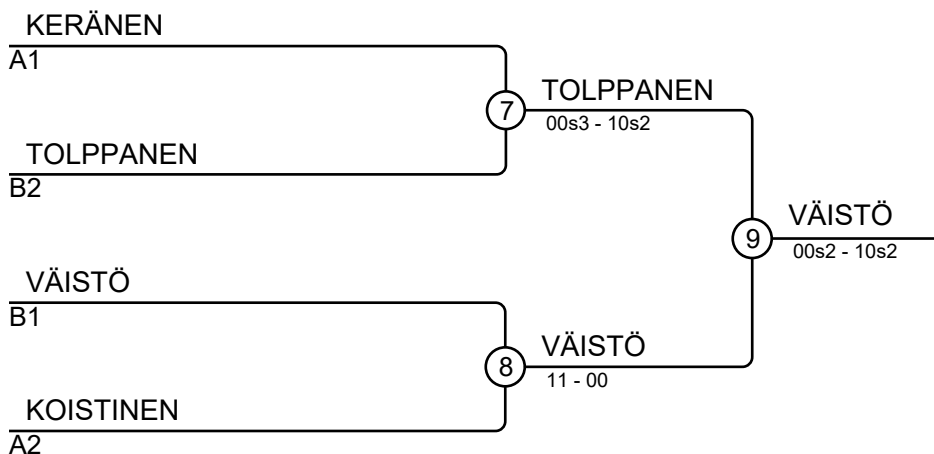 KERÄNEN
A1
7
TOLPPANEN
00s3 - 10s2
TOLPPANEN
B2
9
VÄISTÖ
00s2 - 10s2
VÄISTÖ
B1
8
VÄISTÖ
11 - 00
KOISTINEN
A2